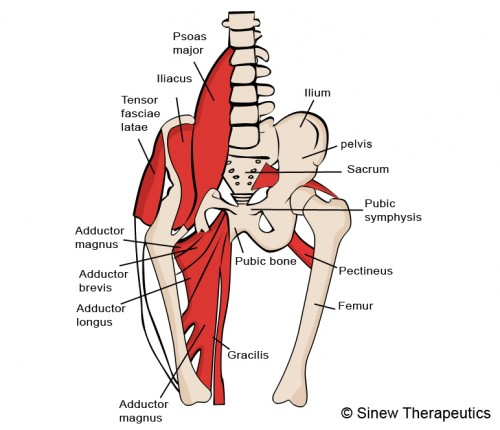 Psoas
major
Iliacus
Tensor
fasciae
latae
Ilium
pelvis
Sacrum
Pubic
symphysis
Adductor
magnus
Pubic bone
Adductor
brevis
Pectineus
Adductor
longus
Femur
Gracilis
Adductor
magnus
© Sinew Therapeutics